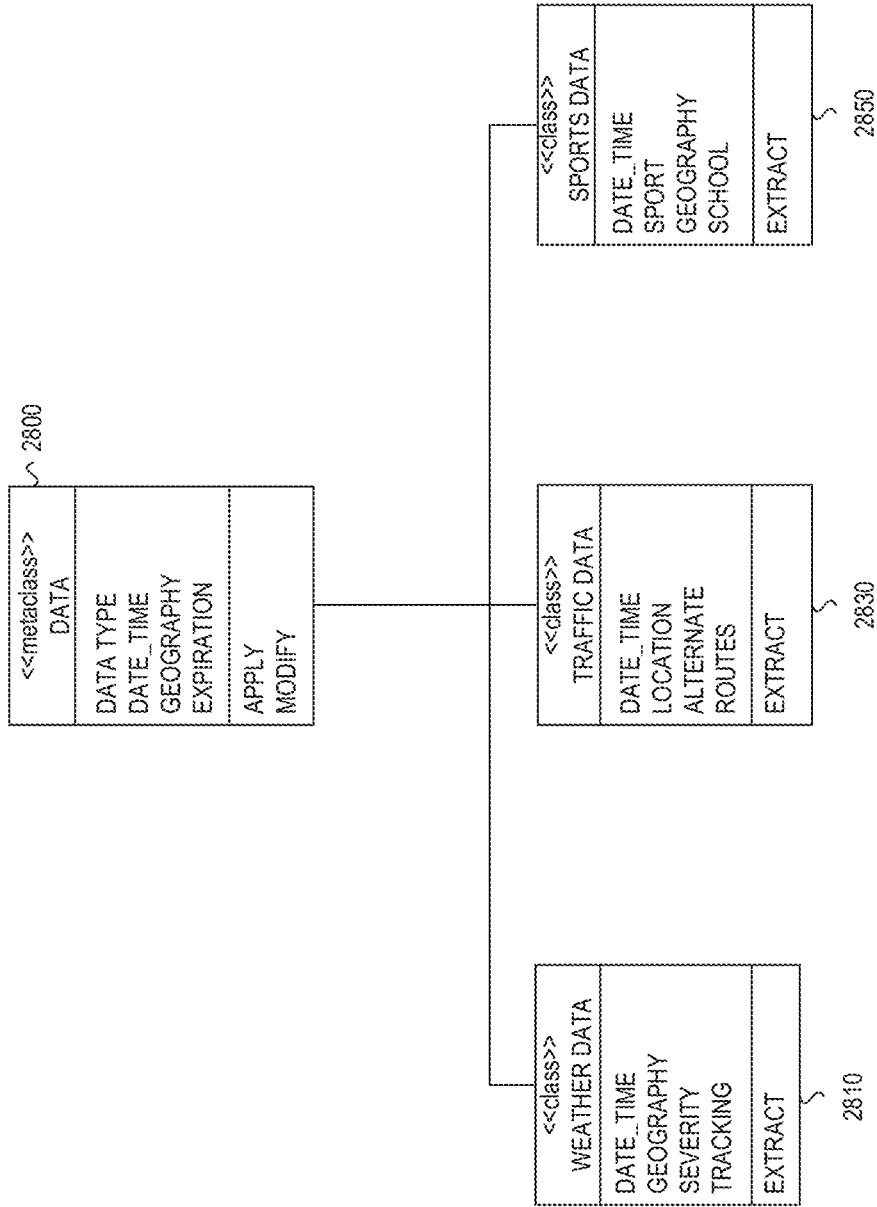 <<metaclass>>
DATA
DATA TYPE
DATE_TIME
GEOGRAPHY
EXPIRATION
APPLY
MODIFY
2800
<<class>>
WEATHER DATA
DATE_TIME
GEOGRAPHY
SEVERITY
TRACKING
EXTRACT
2810
<<class>>
TRAFFIC DATA
DATE_TIME
LOCATION
ALTERNATE
ROUTES
EXTRACT
2830
<<class>>
SPORTS DATA
DATE_TIME
SPORT
GEOGRAPHY
SCHOOL
EXTRACT
2850